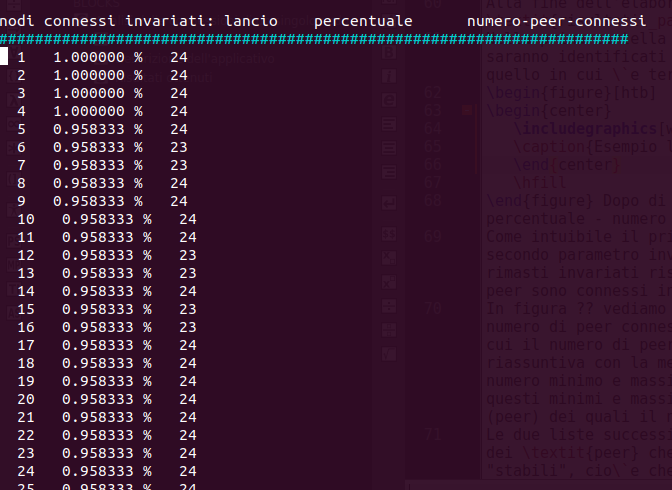 nodi connessi invariati: lancio percentuale numero-peer-connessi
######################################################################
1 1.000000 % 24
2 1.000000 % 24
3 1.000000 % 24
4 1.000000 % 24
5 0.958333 % 24
6 0.958333 % 23
7 0.958333 % 23
8 0.958333 % 24
9 0.958333 % 24
10 0.958333 % 24
11 0.958333 % 24
12 0.958333 % 23
13 0.958333 % 23
14 0.958333 % 24
15 0.958333 % 23
16 0.958333 % 23
17 0.958333 % 24
18 0.958333 % 24
19 0.958333 % 24
20 0.958333 % 24
21 0.958333 % 24
22 0.958333 % 24
23 0.958333 % 24
24 0.958333 % 24
25 0.958333 % 24
saranno identificati
quello in cui \`e ter
62 \begin{figure}[htb]
63 \begin{center}
64 \includegraphics[w
65 \caption{Esempio l
66 \end{center}
67 \hfill
68 \end{figure} Dopo di
percentuale - numero
69 Come intuibile il pri
secondo parametro inv
rimasti invariati ris
peer sono connessi in
70 In figura ?? vediamo
numero di peer conne
cui il numero di peer
riassuntiva con la me
numero minimo e massi
questi minimi e massi
(peer) dei quali il n
71 Le due liste successi
dei \textit{peer} che
"stabili", cio\`e che